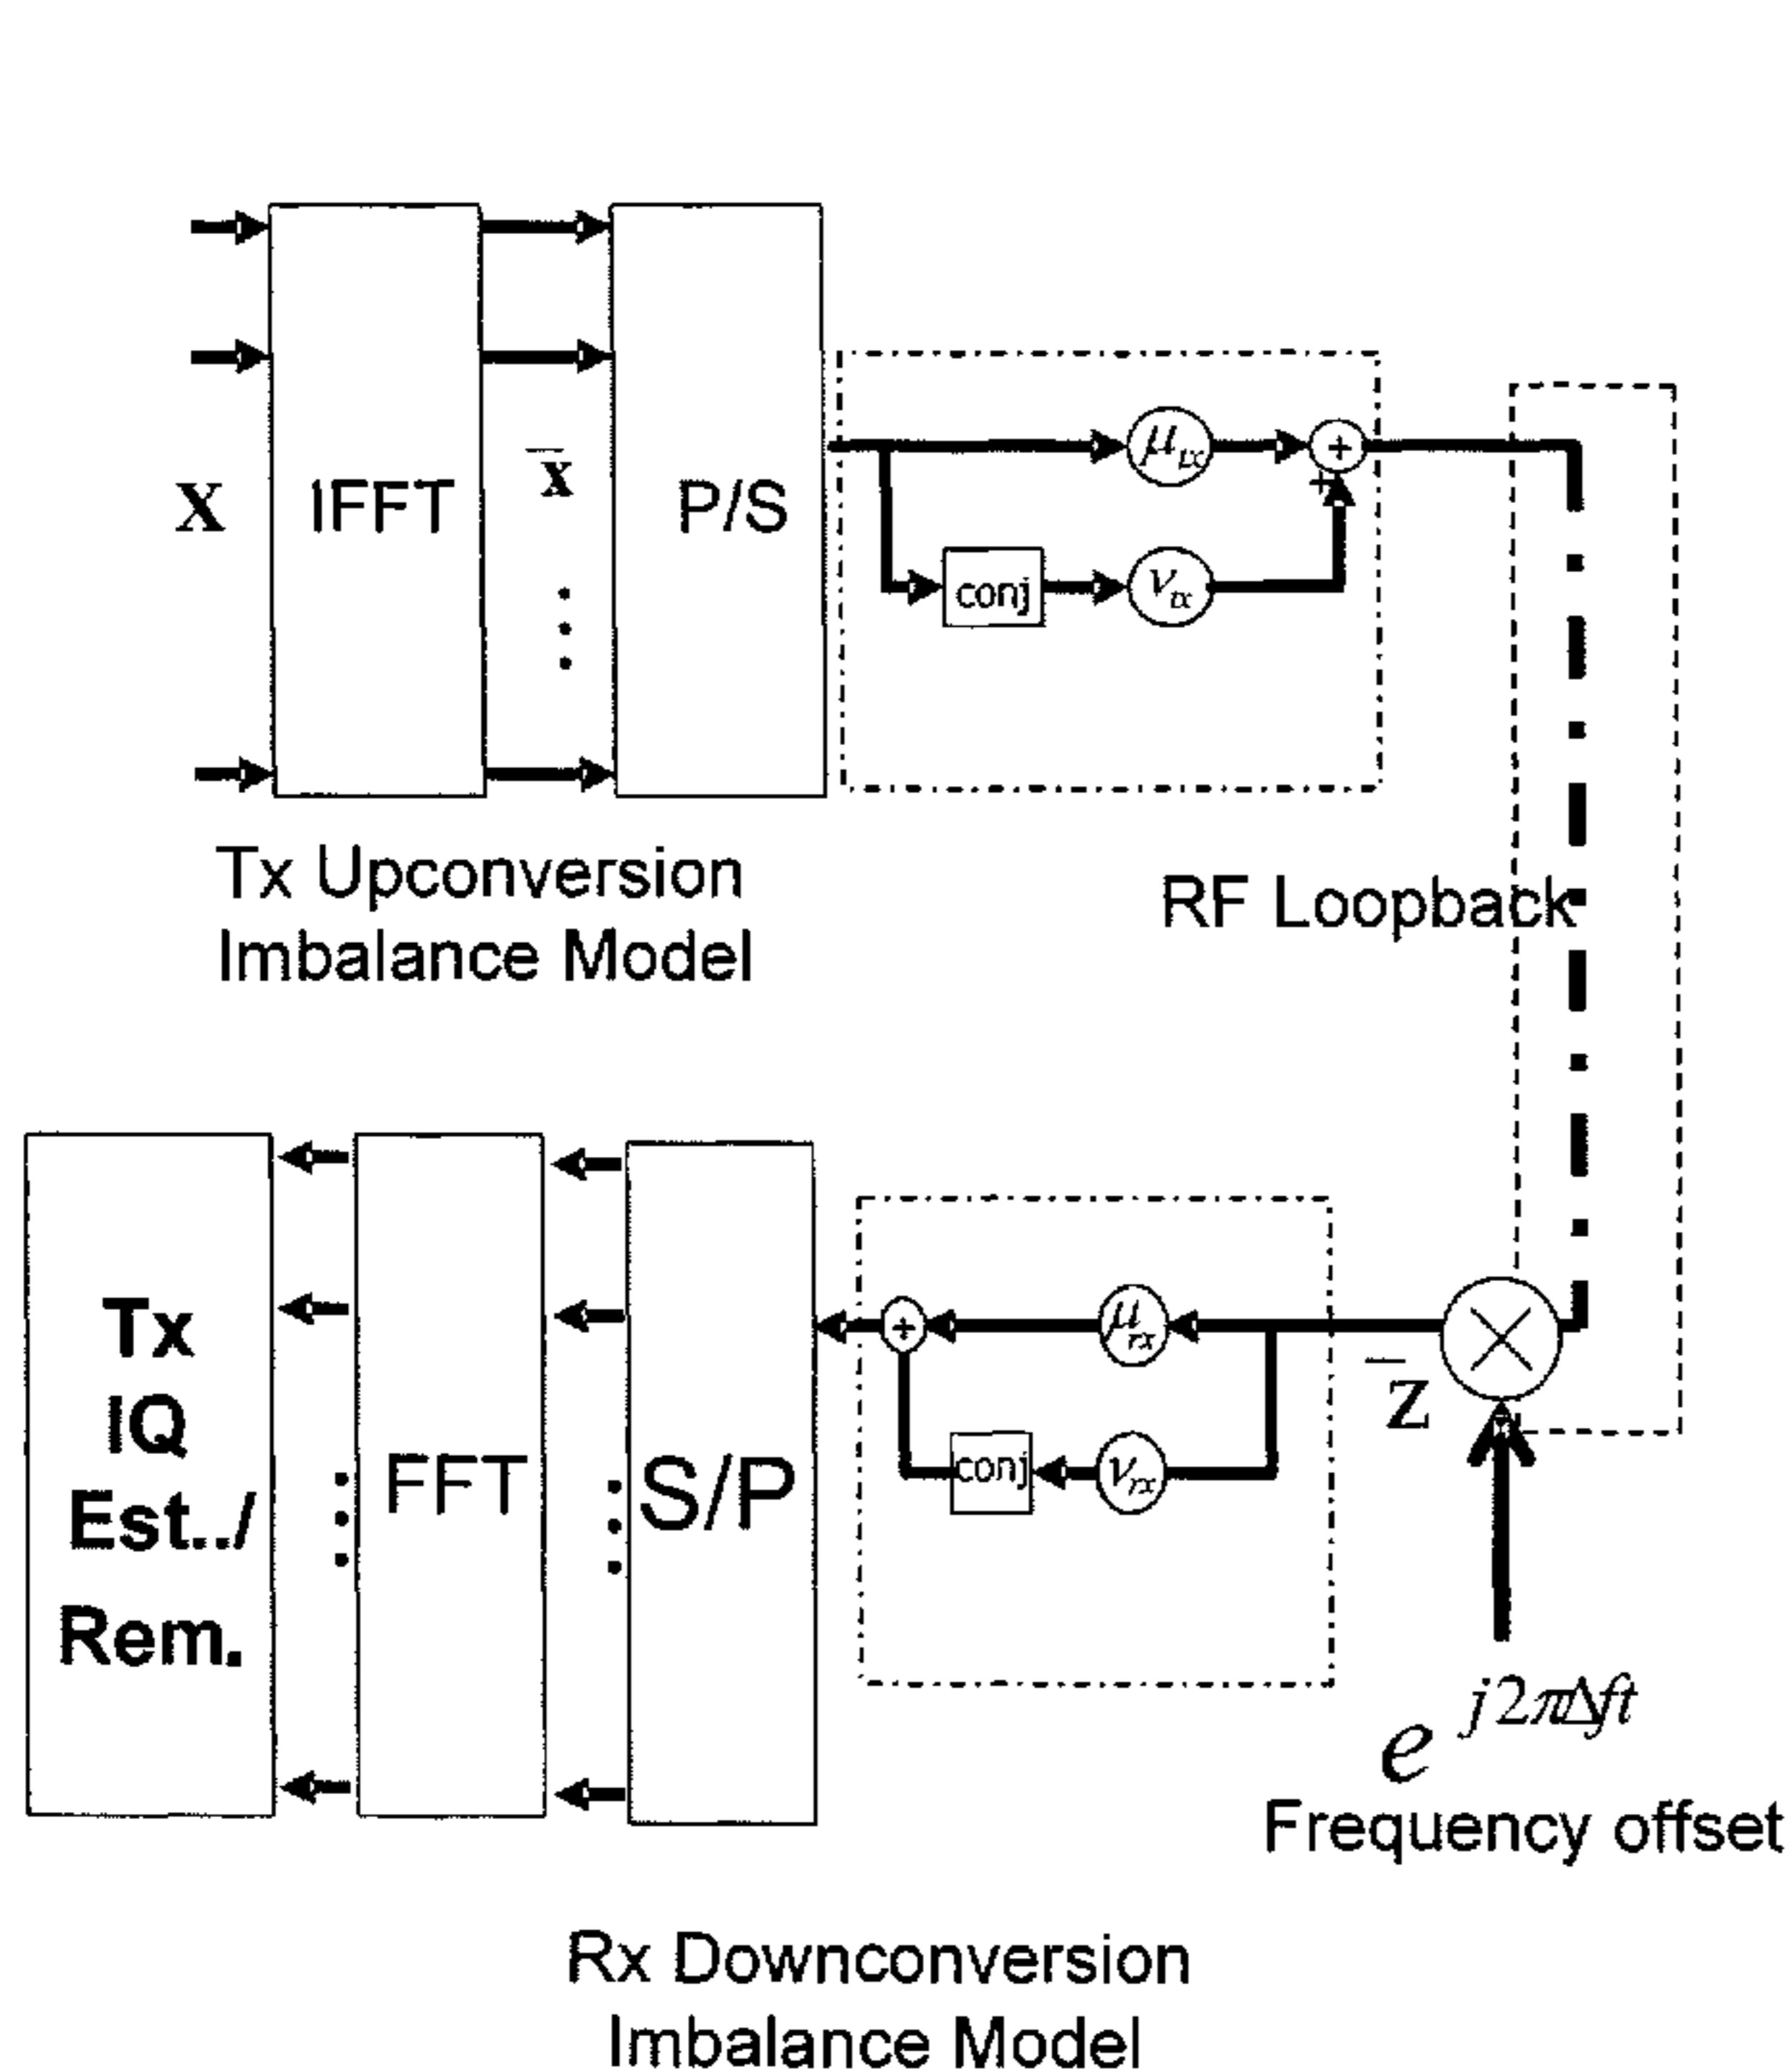 X
IFFT
x̄
P/S
μtx
+
+
conj
νtx
Tx Upconversion
Imbalance Model
RF Loopback
Tx
IQ
Est../
Rem.
FFT
S/P
+
μrx
conj
νrx
z̄
e j2πΔft
Frequency offset
Rx Downconversion
Imbalance Model